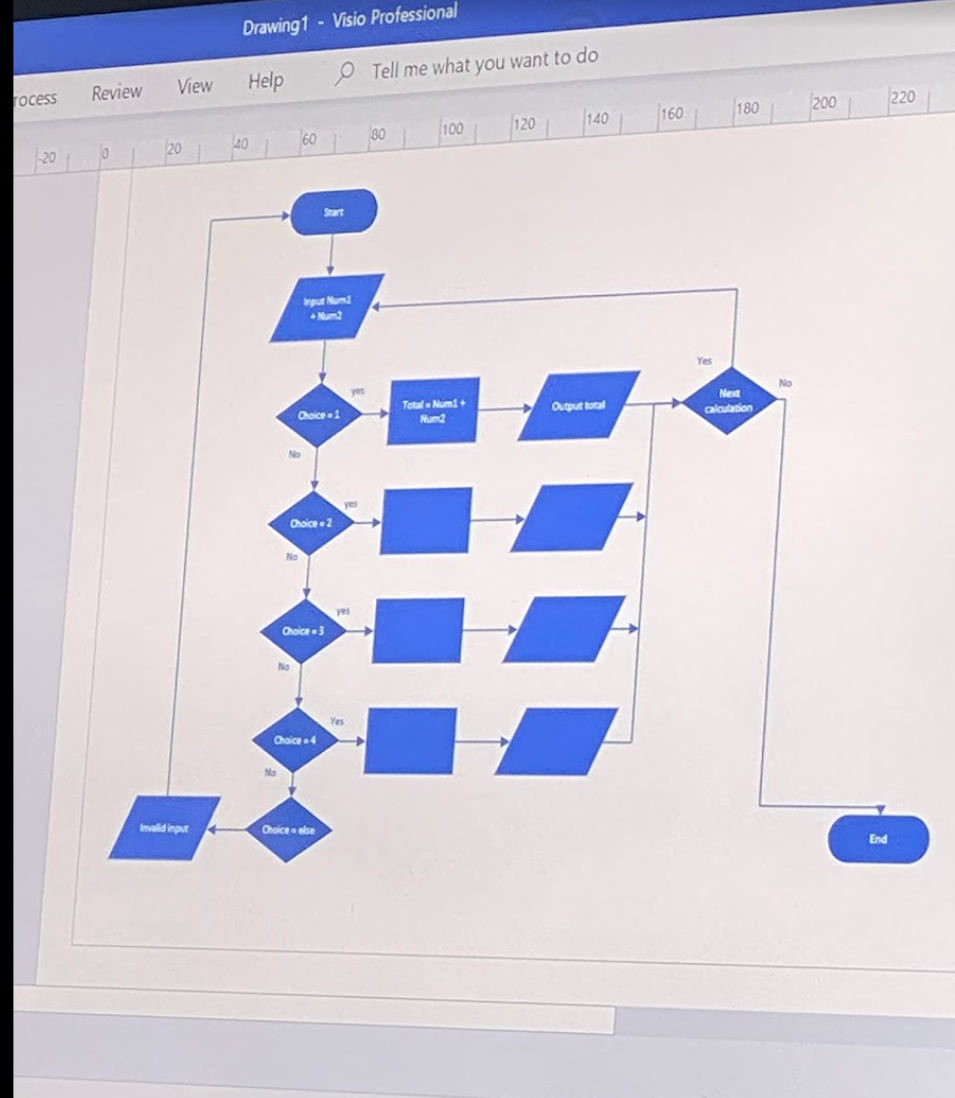 Drawing1 - Visio Professional
rocess Review View Help Tell me what you want to do
-20 0 20 40 60 80 100 120 140 160 180 200 220
Start
Input Num1
+ Num2
Yes
Choice = 1
yes
Total = Num1 +
Num2
Output total
Next
calculation
No
No
Choice = 2
yes
No
Choice = 3
yes
No
Choice = 4
Yes
No
Invalid input
Choice = else
End